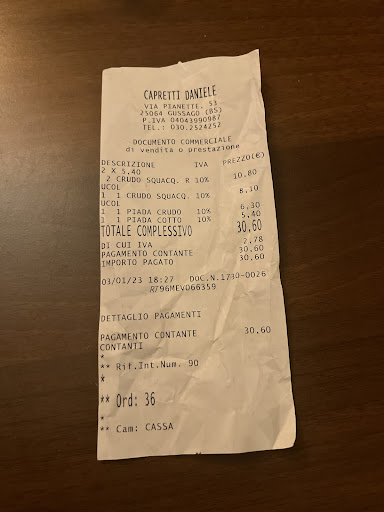 CAPRETTI DANIELE
VIA PIANETTE, 53
25064 GUSSAGO (BS)
P.IVA 04043990987
TEL.: 030.2524252
DOCUMENTO COMMERCIALE
di vendita o prestazione
DESCRIZIONE IVA PREZZO(€)
2 X 5,40
2 CRUDO SQUACQ. R 10% 10,80
UCOL
1 1 CRUDO SQUACQ. 10% 8,10
UCOL
1 1 PIADA CRUDO 10% 6,30
1 1 PIADA COTTO 10% 5,40
TOTALE COMPLESSIVO 30,60
DI CUI IVA 2,78
PAGAMENTO CONTANTE 30,60
IMPORTO PAGATO 30,60
03/01/23 18:27 DOC.N.1730-0026
RT96MEV066359
DETTAGLIO PAGAMENTI
PAGAMENTO CONTANTE 30,60
CONTANTI
*
** Rif.Int.Num. 90
*
** Ord: 36
*
** Cam: CASSA